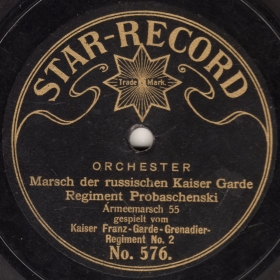 STAR-RECORD
Trade Mark.
ORCHESTER
Marsch der russischen Kaiser Garde
Regiment Probaschenski
Armeemarsch 55
gespielt vom
Kaiser Franz-Garde-Grenadier-
Regiment No. 2
No. 576.